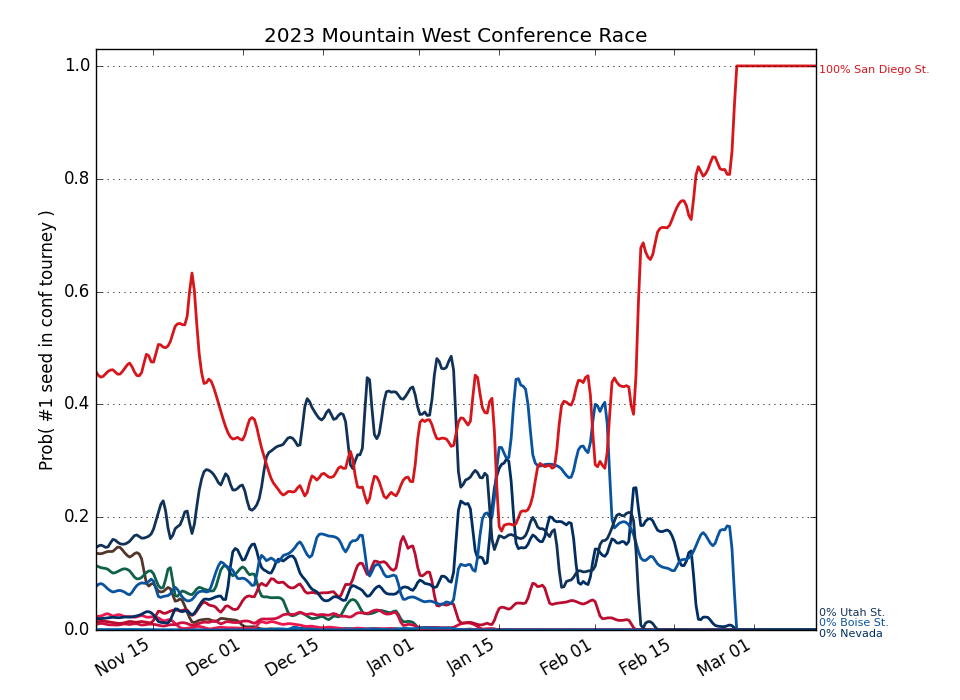 2023 Mountain West Conference Race
Prob( #1 seed in conf tourney )
1.0
0.8
0.6
0.4
0.2
0.0
Nov 15
Dec 01
Dec 15
Jan 01
Jan 15
Feb 01
Feb 15
Mar 01
100% San Diego St.
0% Utah St.
0% Boise St.
0% Nevada